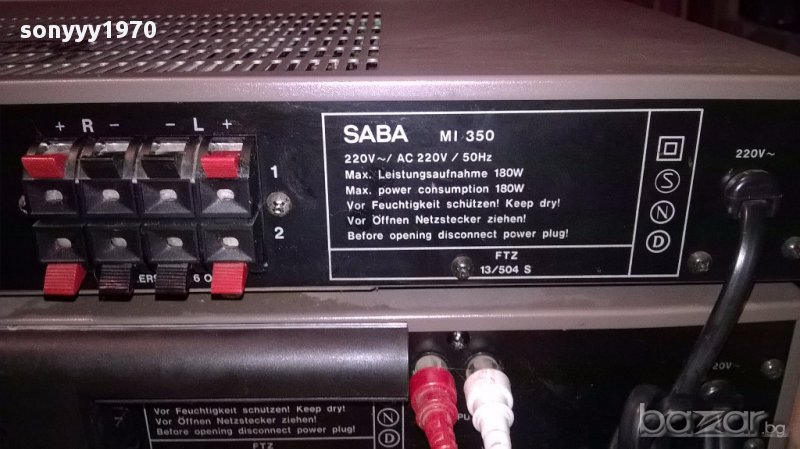 sonyyy1970
+ R - - L +
1
2
SABA MI 350
220V~/ AC 220V / 50Hz
Max. Leistungsaufnahme 180W
Max. power consumption 180W
Vor Feuchtigkeit schützen! Keep dry!
Vor Öffnen Netzstecker ziehen!
Before opening disconnect power plug!
FTZ
13/504 S
S
N
D
220V~
20V~
Vor Feuchtigkeit schützen! Keep dry!
Vor Öffnen Netzstecker ziehen!
Before opening disconnect power plug!
FTZ
N
D
bazar.bg